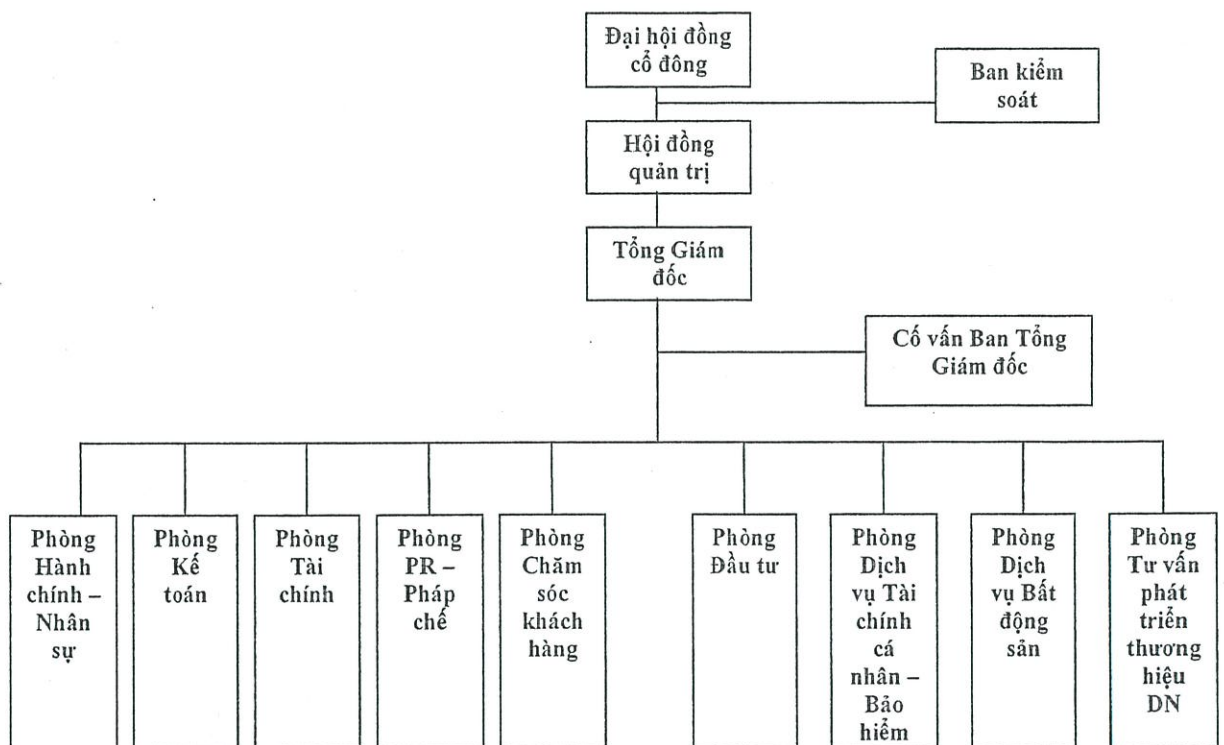 Đại hội đồng
cổ đông
Ban kiểm
soát
Hội đồng
quản trị
Tổng Giám
đốc
Cố vấn Ban Tổng
Giám đốc
Phòng
Hành
chính –
Nhân
sự
Phòng
Kế
toán
Phòng
Tài
chính
Phòng
PR –
Pháp
chế
Phòng
Chăm
sóc
khách
hàng
Phòng
Đầu tư
Phòng
Dịch
vụ Tài
chính
cá
nhân –
Bảo
hiểm
Phòng
Dịch
vụ Bất
động
sản
Phòng
Tư vấn
phát
triển
thương
hiệu
DN